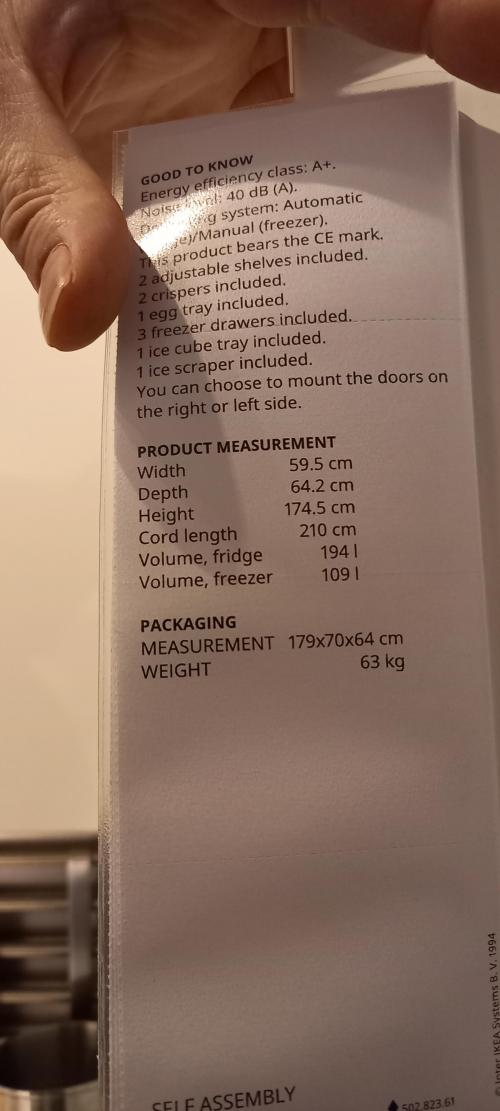 GOOD TO KNOW
Energy efficiency class: A+.
Noise level: 40 dB (A).
system: Automatic
/Manual (freezer).
This product bears the CE mark.
2 adjustable shelves included.
2 crispers included.
1 egg tray included.
3 freezer drawers included.
1 ice cube tray included.
1 ice scraper included.
You can choose to mount the doors on
the right or left side.
PRODUCT MEASUREMENT
Width 59.5 cm
Depth 64.2 cm
Height 174.5 cm
Cord length 210 cm
Volume, fridge 194 l
Volume, freezer 109 l
PACKAGING
MEASUREMENT 179x70x64 cm
WEIGHT 63 kg
SELF ASSEMBLY
502.823.61
IKEA Systems B.V. 1994